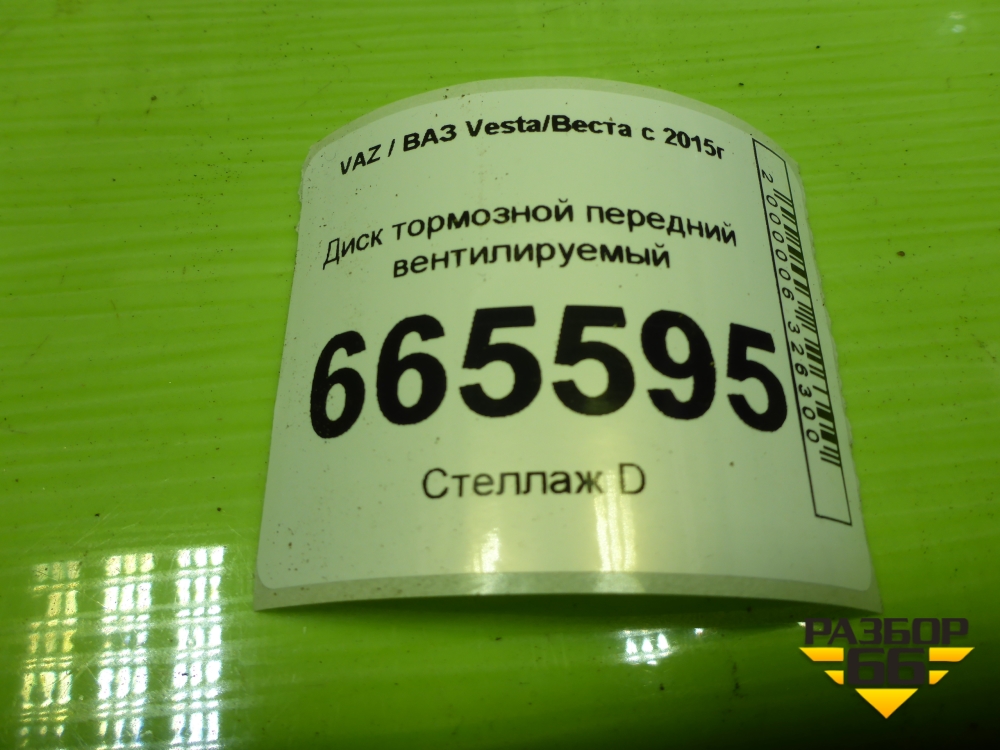 VAZ / ВАЗ Vesta/Веста с 2015г
Диск тормозной передний
вентилируемый
665595
Стеллаж D
2000006326300
РАЗБОР
66